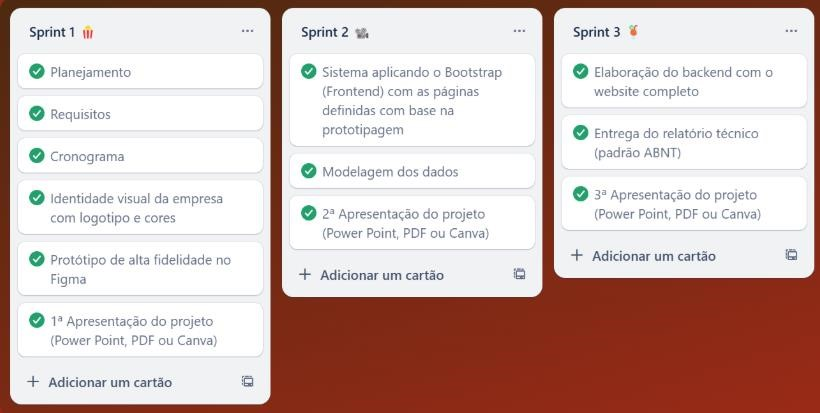 Sprint 1 🍿
Planejamento
Requisitos
Cronograma
Identidade visual da empresa
com logotipo e cores
Protótipo de alta fidelidade no
Figma
1ª Apresentação do projeto
(Power Point, PDF ou Canva)
Adicionar um cartão
Sprint 2 📽️
Sistema aplicando o Bootstrap
(Frontend) com as páginas
definidas com base na
prototipagem
Modelagem dos dados
2ª Apresentação do projeto
(Power Point, PDF ou Canva)
Adicionar um cartão
Sprint 3 🍹
Elaboração do backend com o
website completo
Entrega do relatório técnico
(padrão ABNT)
3ª Apresentação do projeto
(Power Point, PDF ou Canva)
Adicionar um cartão